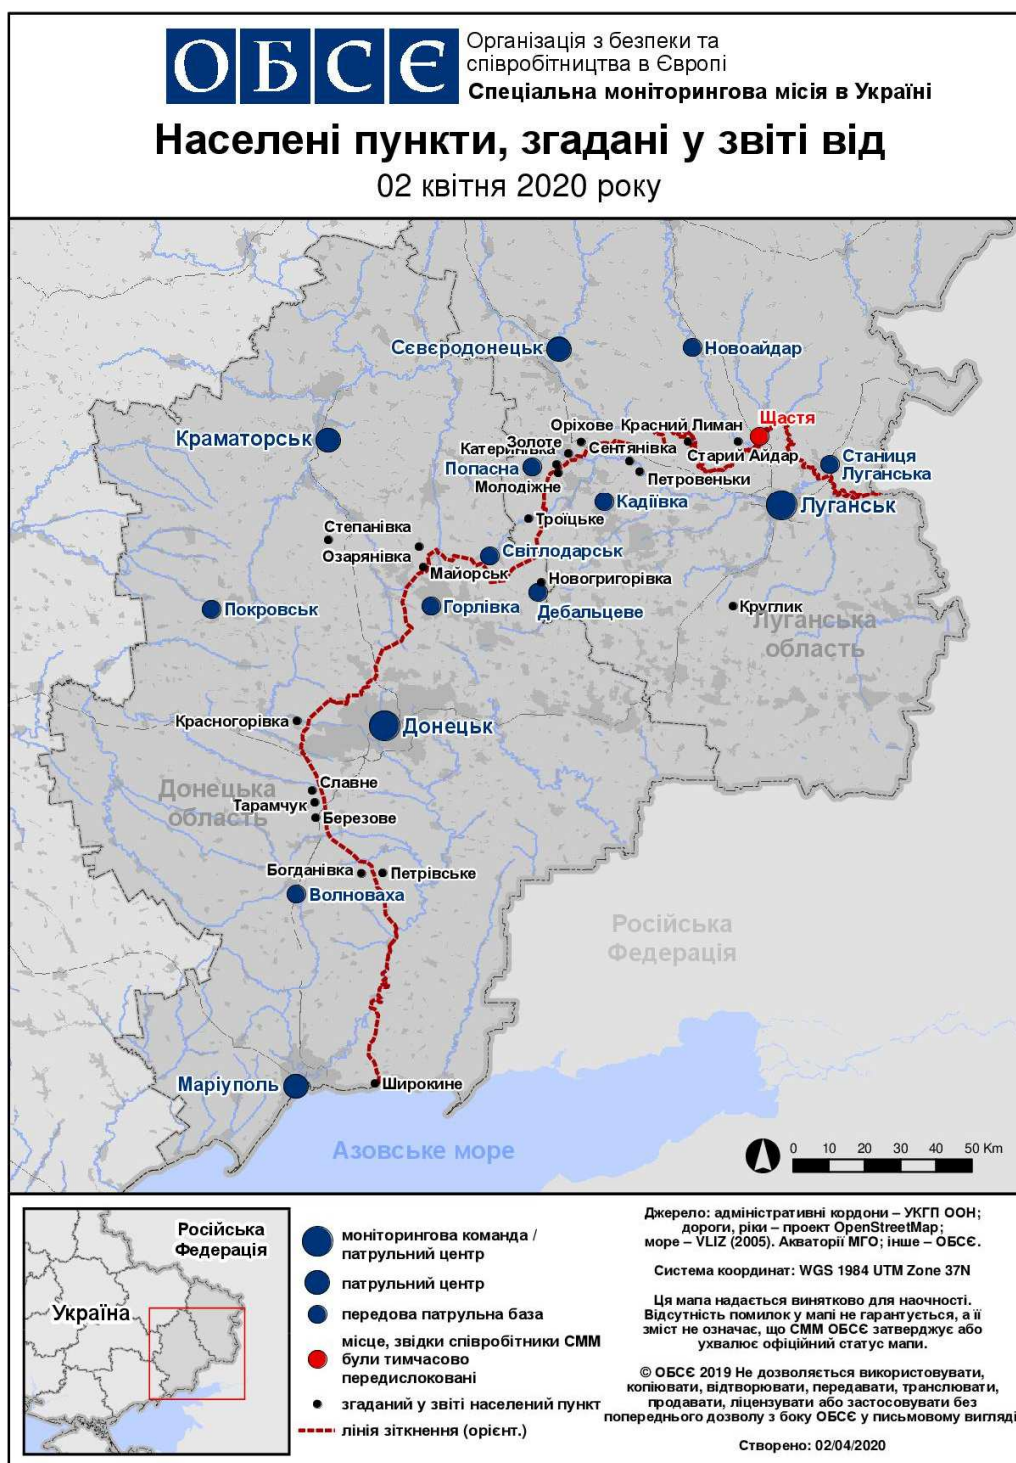 ОБСЄ
Організація з безпеки та
співробітництва в Європі
Спеціальна моніторингова місія в Україні
Населені пункти, згадані у звіті від
02 квітня 2020 року
Сєвєродонецьк
Новоайдар
Щастя
Оріхове
Красний Лиман
Краматорськ
Золоте
Катеринівка
Сентянівка
Старий Айдар
Станиця
Луганська
Попасна
Молодіжне
Петровеньки
Кадіївка
Луганськ
Степанівка
Троїцьке
Озарянівка
Світлодарськ
Майорськ
Новогригорівка
Покровськ
Горлівка
Дебальцеве
Круглик
Луганська
область
Красногорівка
Донецьк
Славне
Донецька
область
Тарамчук
Березове
Богданівка
Петрівське
Волноваха
Російська
Федерація
Маріуполь
Широкине
Азовське море
0 10 20 30 40 50 Km
Російська
Федерація
Україна
моніторингова команда /
патрульний центр
патрульний центр
передова патрульна база
місце, звідки співробітники СММ
були тимчасово
передислоковані
згаданий у звіті населений пункт
лінія зіткнення (орієнт.)
Джерело: адміністративні кордони – УКГП ООН;
дороги, ріки – проект OpenStreetMap;
море – VLIZ (2005). Акваторії МГО; інше – ОБСЄ.
Система координат: WGS 1984 UTM Zone 37N
Ця мапа надається винятково для наочності.
Відсутність помилок у мапі не гарантується, а її
зміст не означає, що СММ ОБСЄ затверджує або
ухвалює офіційний статус мапи.
© ОБСЄ 2019 Не дозволяється використовувати,
копіювати, відтворювати, передавати, транслювати,
продавати, ліцензувати або застосовувати без
попереднього дозволу з боку ОБСЄ у письмовому вигляді
Створено: 02/04/2020